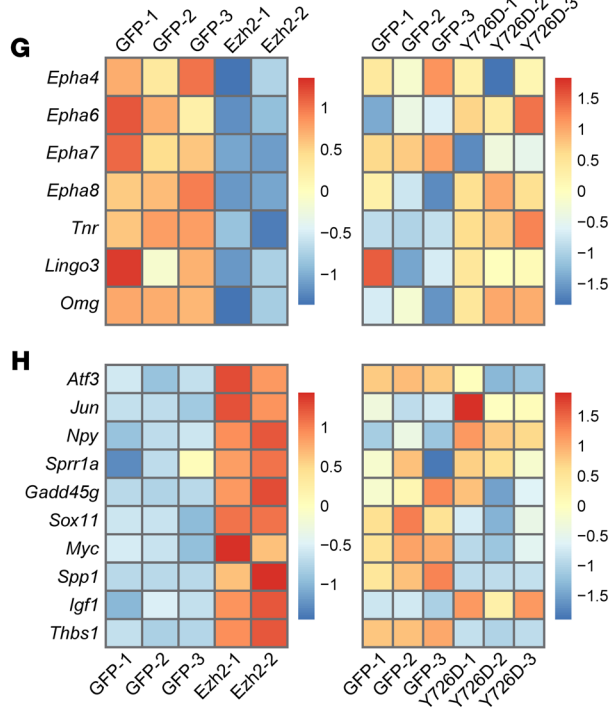 G
GFP-1 GFP-2 GFP-3 Ezh2-1 Ezh2-2
GFP-1 GFP-2 GFP-3 Y726D-1 Y726D-2 Y726D-3
Epha4
Epha6
Epha7
Epha8
Tnr
Lingo3
Omg
1
0.5
0
−0.5
−1
1.5
1
0.5
0
−0.5
−1
−1.5
H
Atf3
Jun
Npy
Sprr1a
Gadd45g
Sox11
Myc
Spp1
Igf1
Thbs1
1
0.5
0
−0.5
−1
1.5
1
0.5
0
−0.5
−1
−1.5
GFP-1 GFP-2 GFP-3 Ezh2-1 Ezh2-2
GFP-1 GFP-2 GFP-3 Y726D-1 Y726D-2 Y726D-3